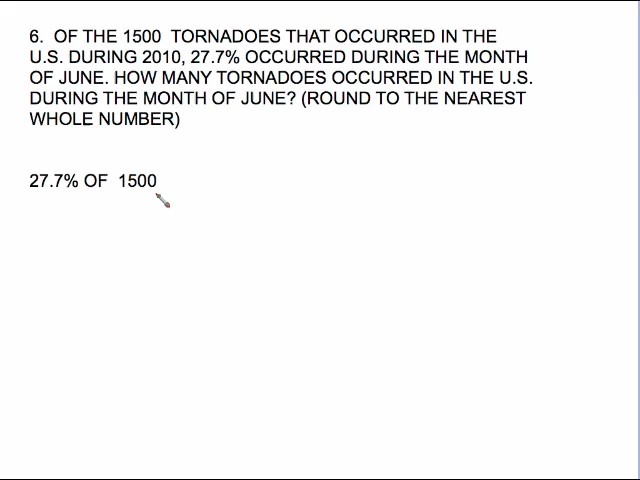 6. OF THE 1500 TORNADOES THAT OCCURRED IN THE
U.S. DURING 2010, 27.7% OCCURRED DURING THE MONTH
OF JUNE. HOW MANY TORNADOES OCCURRED IN THE U.S.
DURING THE MONTH OF JUNE? (ROUND TO THE NEAREST
WHOLE NUMBER)
27.7% OF 1500